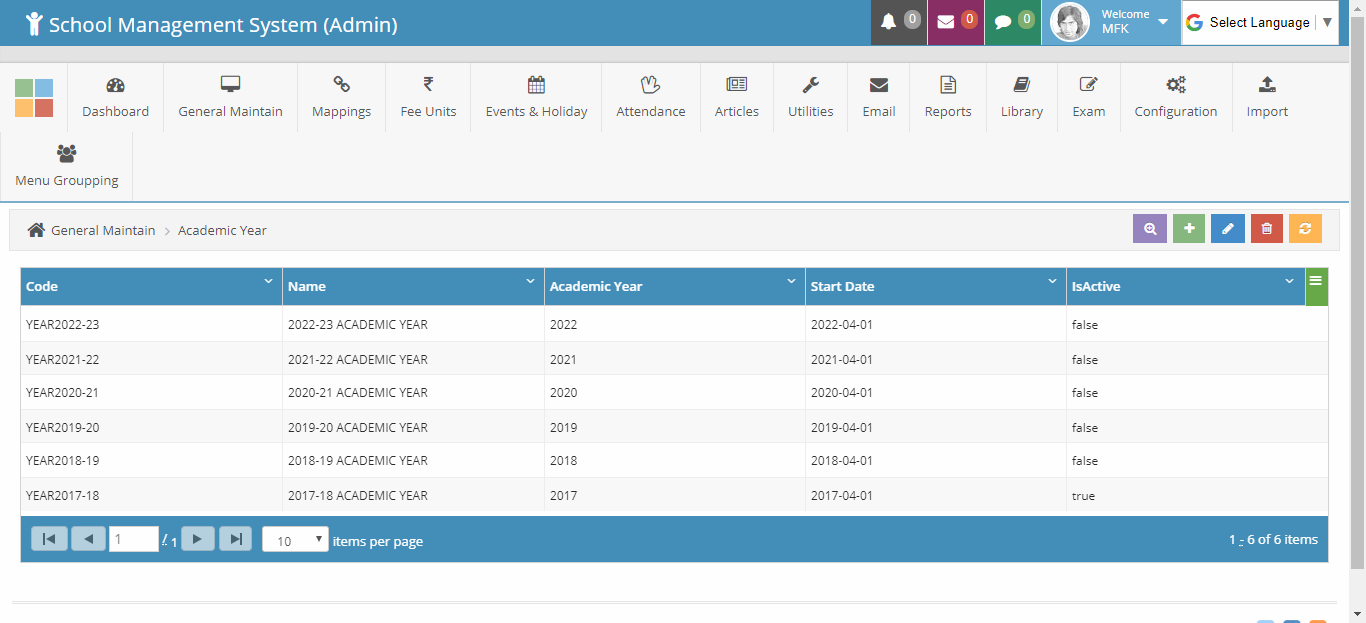 School Management System (Admin)
0
0
0
Welcome
MFK
Select Language
Dashboard
General Maintain
Mappings
Fee Units
Events & Holiday
Attendance
Articles
Utilities
Email
Reports
Library
Exam
Configuration
Import
Menu Groupping
General Maintain > Academic Year
Code Name Academic Year Start Date IsActive
YEAR2022-23 2022-23 ACADEMIC YEAR 2022 2022-04-01 false
YEAR2021-22 2021-22 ACADEMIC YEAR 2021 2021-04-01 false
YEAR2020-21 2020-21 ACADEMIC YEAR 2020 2020-04-01 false
YEAR2019-20 2019-20 ACADEMIC YEAR 2019 2019-04-01 false
YEAR2018-19 2018-19 ACADEMIC YEAR 2018 2018-04-01 false
YEAR2017-18 2017-18 ACADEMIC YEAR 2017 2017-04-01 true
1 / 1 10 items per page 1 - 6 of 6 items